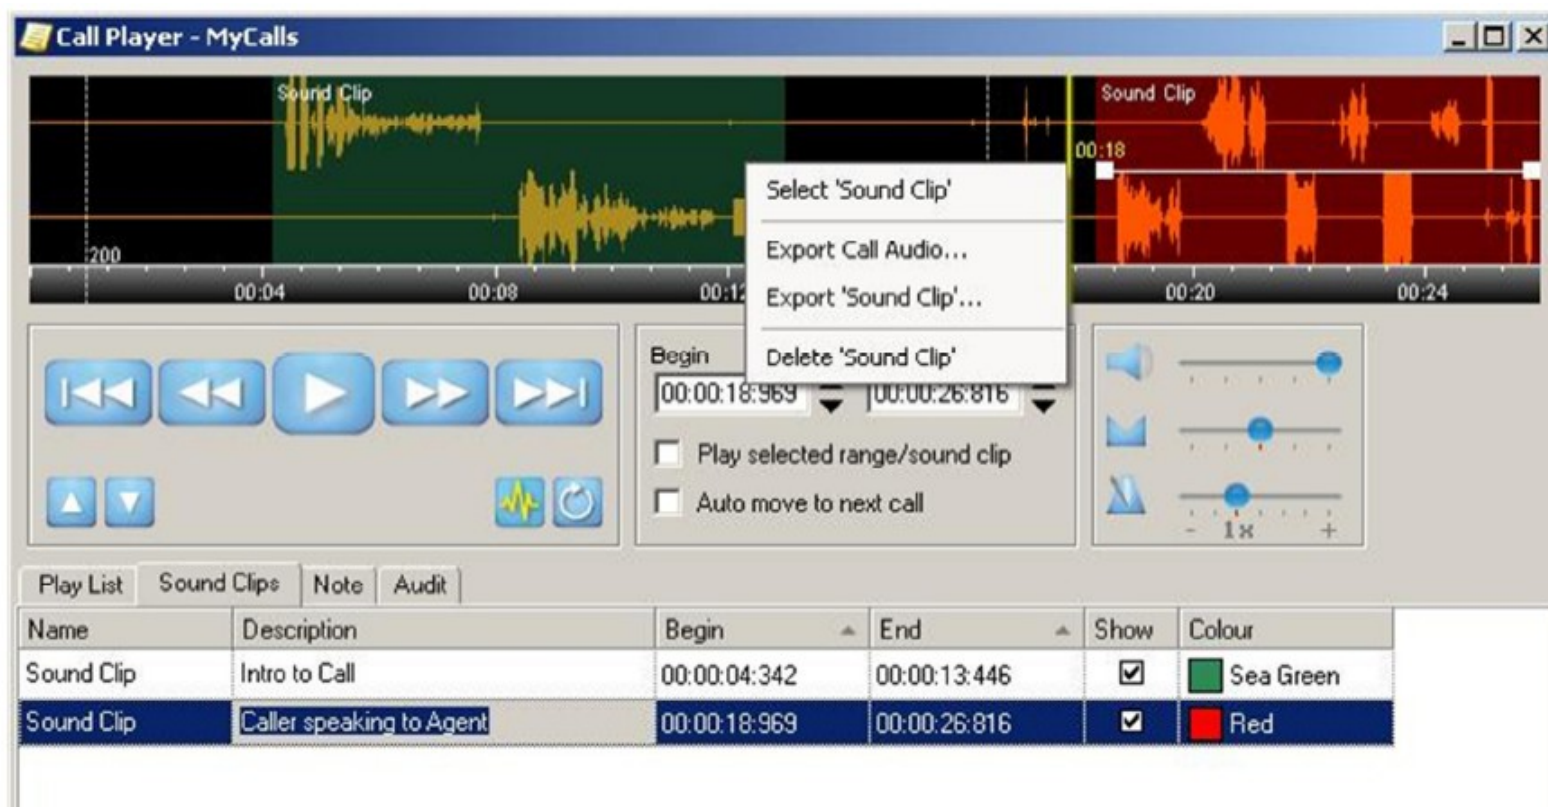 Call Player - MyCalls
Sound Clip
Sound Clip
00:18
200
00:04 00:08 00:12 00:20 00:24
Select 'Sound Clip'
Export Call Audio...
Export 'Sound Clip'...
Delete 'Sound Clip'
Begin
00:00:18:969 00:00:26:816
Play selected range/sound clip
Auto move to next call
- 1x +
Play List Sound Clips Note Audit
Name Description Begin End Show Colour
Sound Clip Intro to Call 00:00:04:342 00:00:13:446 Sea Green
Sound Clip Caller speaking to Agent 00:00:18:969 00:00:26:816 Red